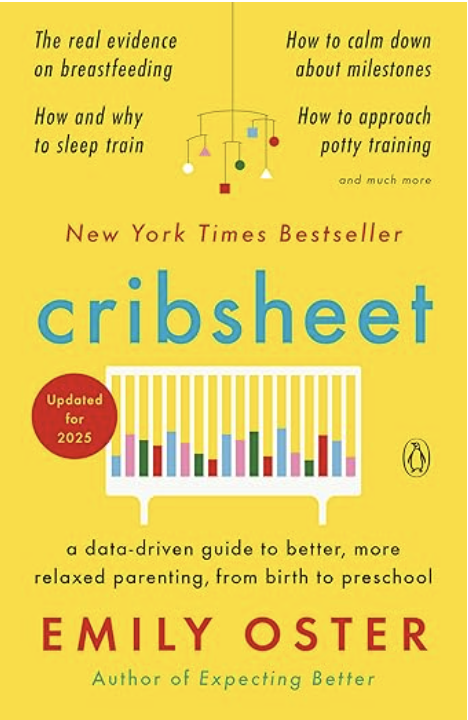 The real evidence
on breastfeeding
How and why
to sleep train
How to calm down
about milestones
How to approach
potty training
and much more
New York Times Bestseller
cribsheet
Updated
for
2025
a data-driven guide to better, more
relaxed parenting, from birth to preschool
EMILY OSTER
Author of Expecting Better